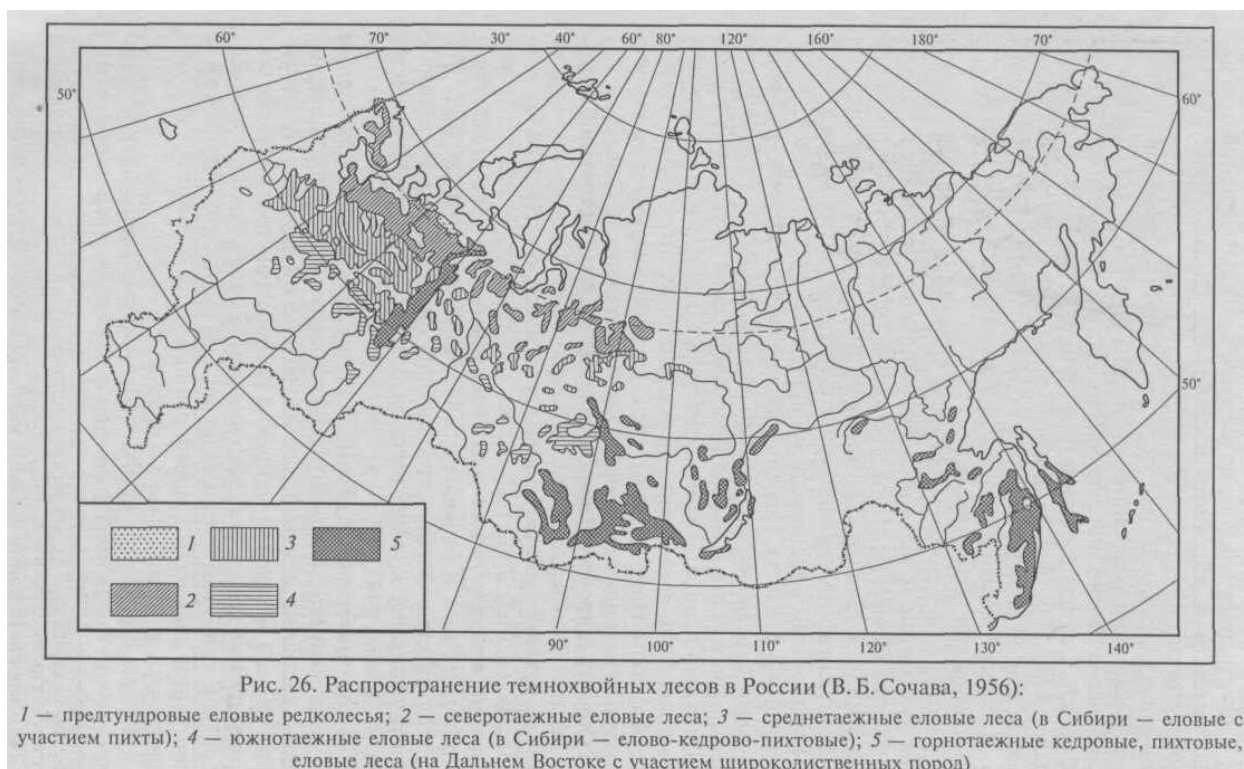 60° 70° 30° 40° 60° 80° 120° 160° 180° 70°
50°
60°
50°
1 3 5
2 4
90° 100° 110° 120° 130° 140°
Рис. 26. Распространение темнохвойных лесов в России (В. Б. Сочава, 1956):
1 — предтундровые еловые редколесья; 2 — северотаежные еловые леса; 3 — среднетаежные еловые леса (в Сибири — еловые с
участием пихты); 4 — южнотаежные еловые леса (в Сибири — елово-кедрово-пихтовые); 5 — горнотаежные кедровые, пихтовые,
еловые леса (на Дальнем Востоке с участием широколиственных пород)